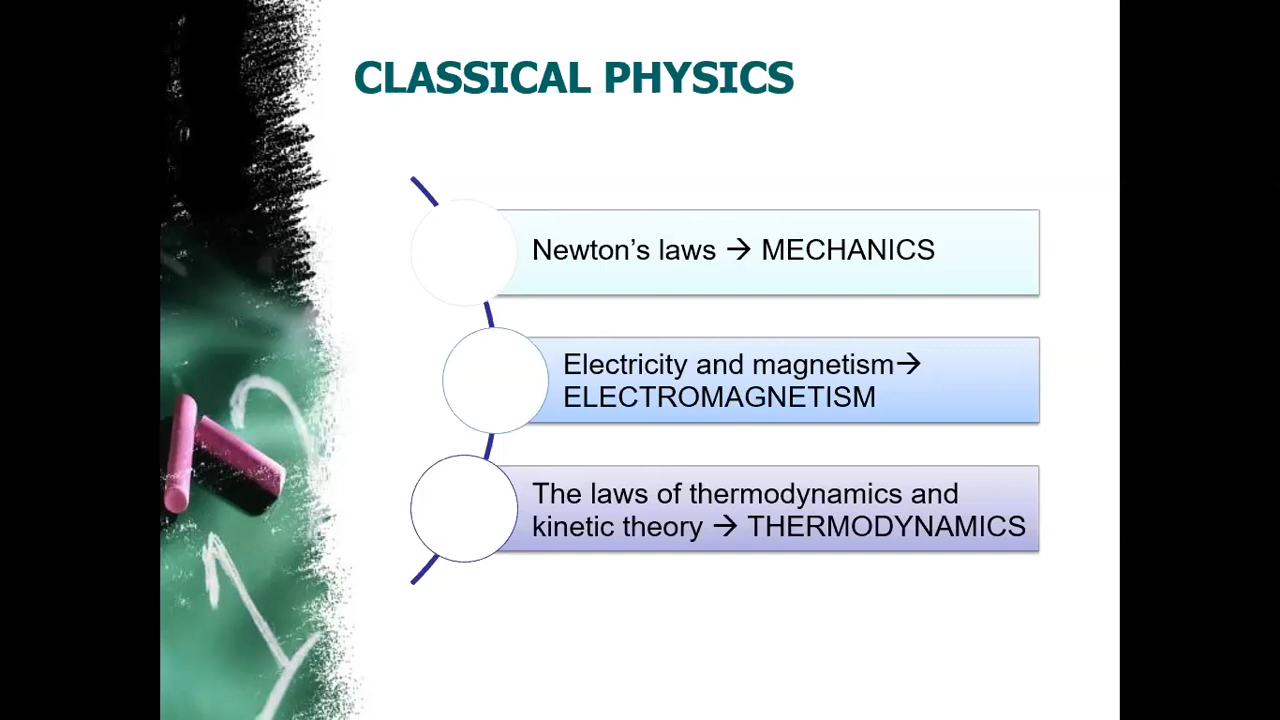 CLASSICAL PHYSICS
Newton’s laws → MECHANICS
Electricity and magnetism→
ELECTROMAGNETISM
The laws of thermodynamics and
kinetic theory → THERMODYNAMICS